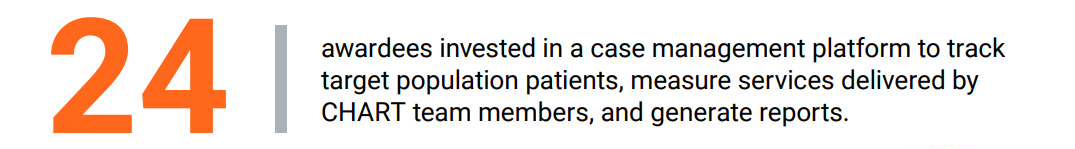 24
awardees invested in a case management platform to track
target population patients, measure services delivered by
CHART team members, and generate reports.